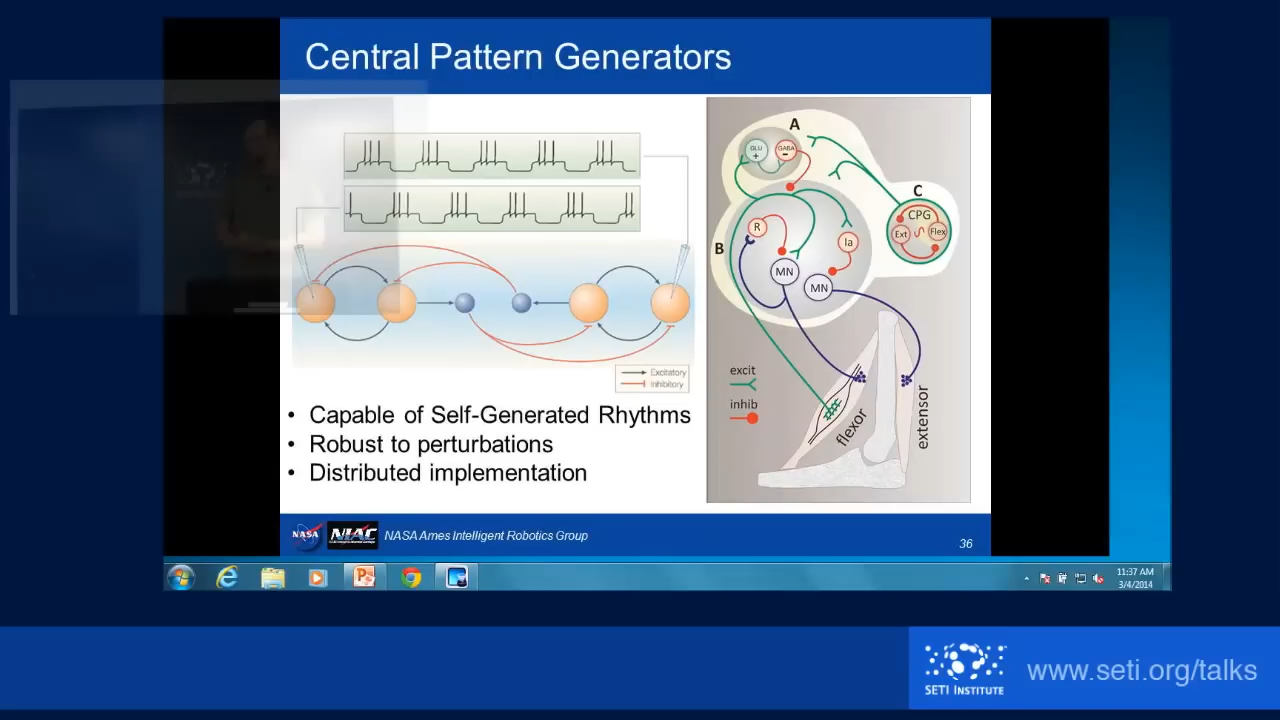 Central Pattern Generators
Excitatory
Inhibitory
• Capable of Self-Generated Rhythms
• Robust to perturbations
• Distributed implementation
A
GLU
+
GABA
-
C
CPG
Ext
Flex
R
Ia
B
MN
MN
excit
inhib
flexor
extensor
NASA
NIAC
NASA Ames Intelligent Robotics Group
36
11:37 AM
3/4/2014
SETI INSTITUTE
www.seti.org/talks